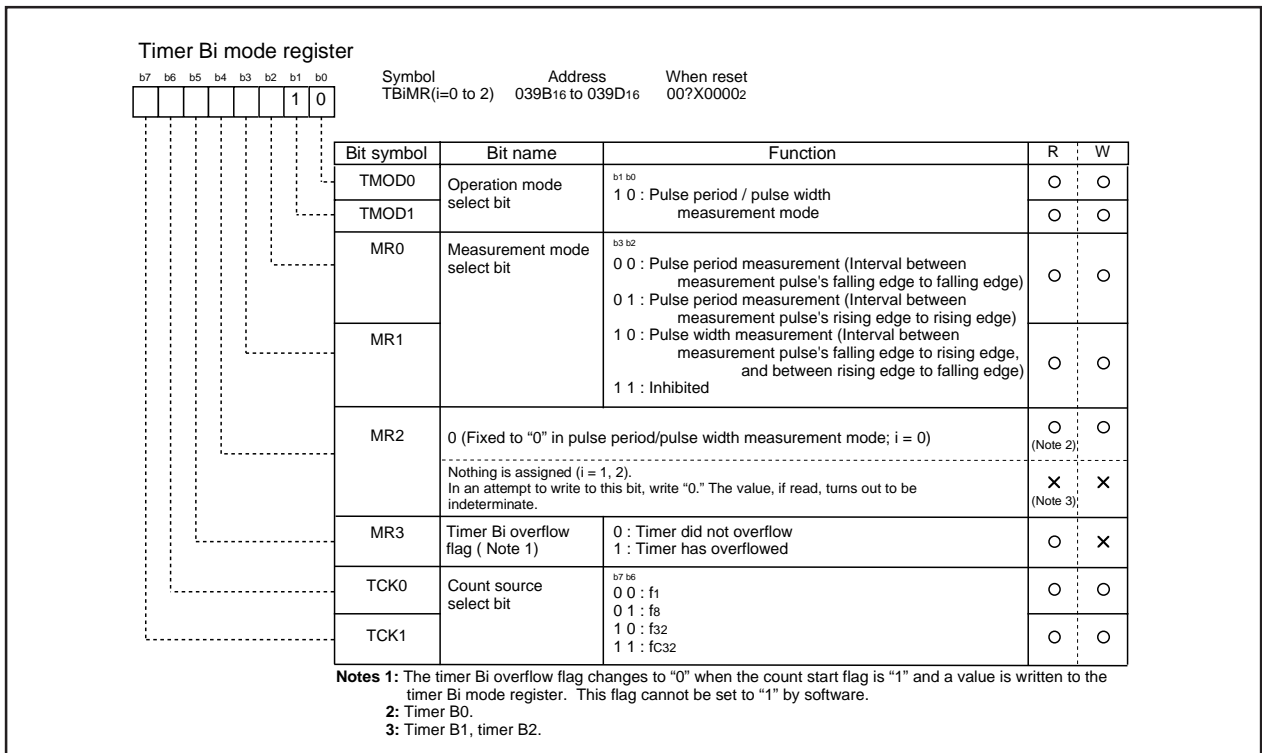 Timer Bi mode register
b7 b6 b5 b4 b3 b2 b1 b0
1 0
Symbol Address When reset
TBiMR(i=0 to 2) 039B16 to 039D16 00?X00002
Bit symbol Bit name Function R W
TMOD0 Operation mode select bit
b1 b0
1 0 : Pulse period / pulse width
measurement mode
TMOD1
MR0 Measurement mode select bit
b3 b2
0 0 : Pulse period measurement (Interval between
measurement pulse's falling edge to falling edge)
0 1 : Pulse period measurement (Interval between
measurement pulse's rising edge to rising edge)
MR1
1 0 : Pulse width measurement (Interval between
measurement pulse's falling edge to rising edge,
and between rising edge to falling edge)
1 1 : Inhibited
MR2
0 (Fixed to “0” in pulse period/pulse width measurement mode; i = 0)
(Note 2)
Nothing is assigned (i = 1, 2).
In an attempt to write to this bit, write “0.” The value, if read, turns out to be
indeterminate.
(Note 3)
MR3 Timer Bi overflow flag ( Note 1)
0 : Timer did not overflow
1 : Timer has overflowed
TCK0 Count source select bit
b7 b6
0 0 : f1
0 1 : f8
TCK1
1 0 : f32
1 1 : fC32
Notes 1: The timer Bi overflow flag changes to “0” when the count start flag is “1” and a value is written to the
timer Bi mode register. This flag cannot be set to “1” by software.
2: Timer B0.
3: Timer B1, timer B2.